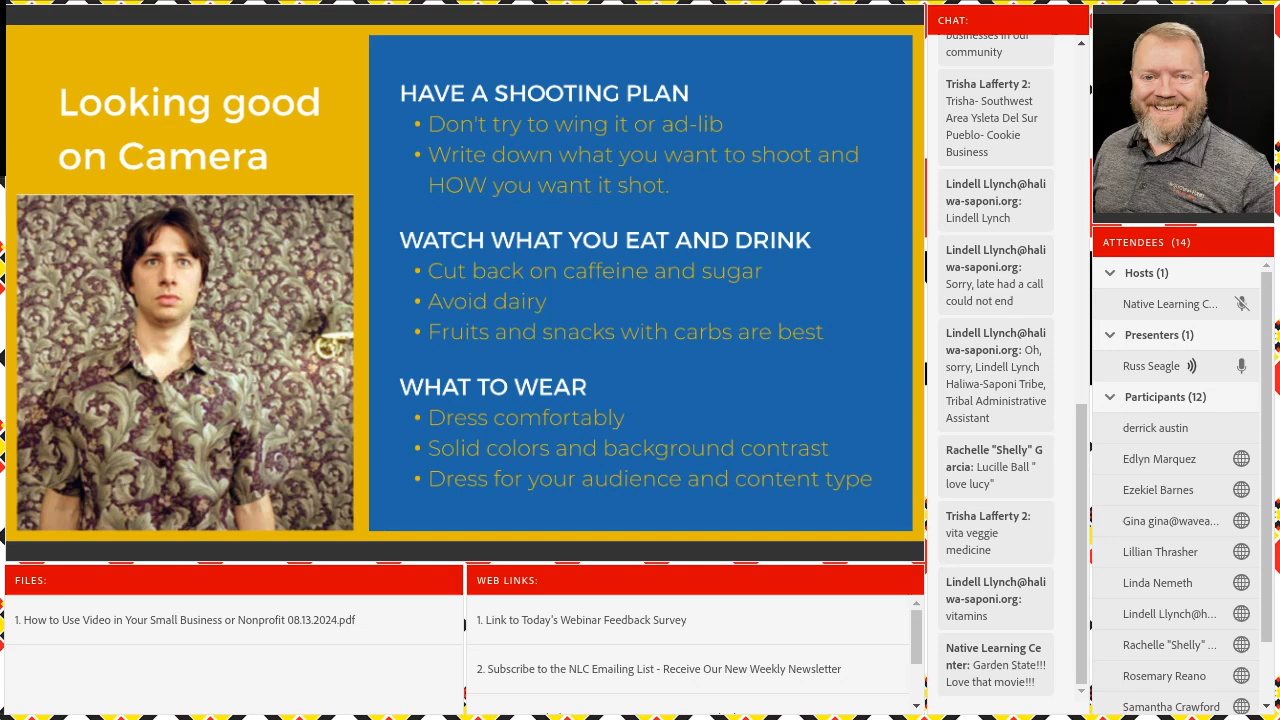 Looking good
on Camera
HAVE A SHOOTING PLAN
• Don't try to wing it or ad-lib
• Write down what you want to shoot and
HOW you want it shot.
WATCH WHAT YOU EAT AND DRINK
• Cut back on caffeine and sugar
• Avoid dairy
• Fruits and snacks with carbs are best
WHAT TO WEAR
• Dress comfortably
• Solid colors and background contrast
• Dress for your audience and content type
FILES:
1. How to Use Video in Your Small Business or Nonprofit 08.13.2024.pdf
WEB LINKS:
1. Link to Today's Webinar Feedback Survey
2. Subscribe to the NLC Emailing List - Receive Our New Weekly Newsletter
CHAT:
businesses in our
community
Trisha Lafferty 2:
Trisha- Southwest
Area Ysleta Del Sur
Pueblo- Cookie
Business
Lindell Llynch@hali
wa-saponi.org:
Lindell Lynch
Lindell Llynch@hali
wa-saponi.org:
Sorry, late had a call
could not end
Lindell Llynch@hali
wa-saponi.org: Oh,
sorry, Lindell Lynch
Haliwa-Saponi Tribe,
Tribal Administrative
Assistant
Rachelle "Shelly" G
arcia: Lucille Ball "
love lucy"
Trisha Lafferty 2:
vita veggie
medicine
Lindell Llynch@hali
wa-saponi.org:
vitamins
Native Learning Ce
nter: Garden State!!!
Love that movie!!!
ATTENDEES (14)
Hosts (1)
Native Learning C...
Presenters (1)
Russ Seagle
Participants (12)
derrick austin
Edlyn Marquez
Ezekiel Barnes
Gina gina@wavea...
Lillian Thrasher
Linda Nemeth
Lindell Llynch@h...
Rachelle "Shelly" ...
Rosemary Reano
Samantha Crawford